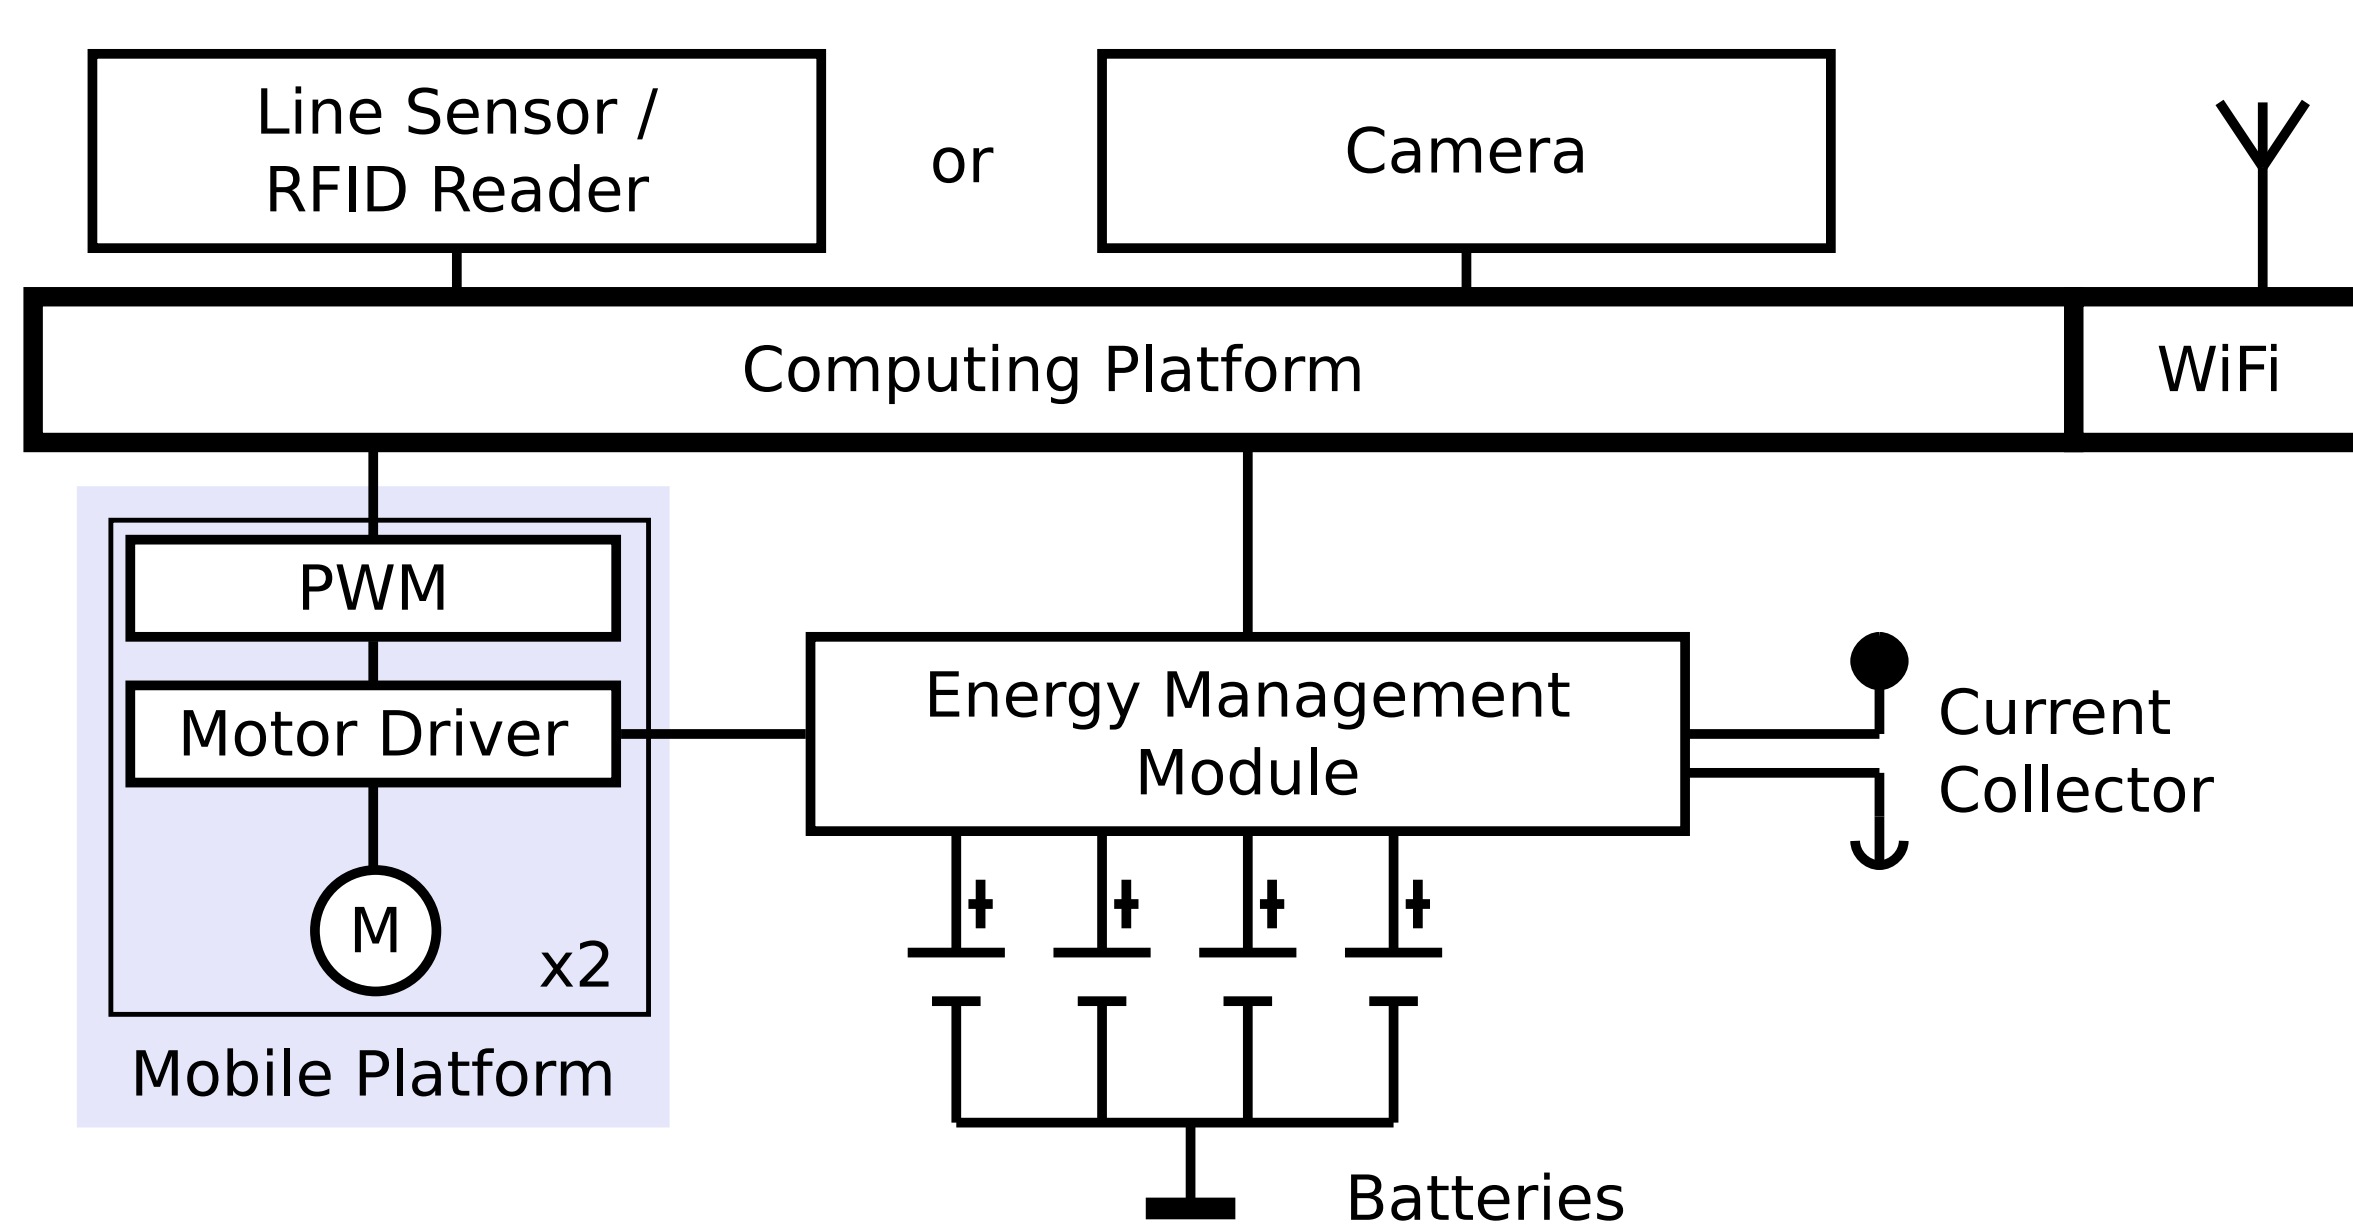 Line Sensor /
RFID Reader
or
Camera
Computing Platform
WiFi
PWM
Motor Driver
M
x2
Mobile Platform
Energy Management
Module
Current
Collector
+ + + +
Batteries